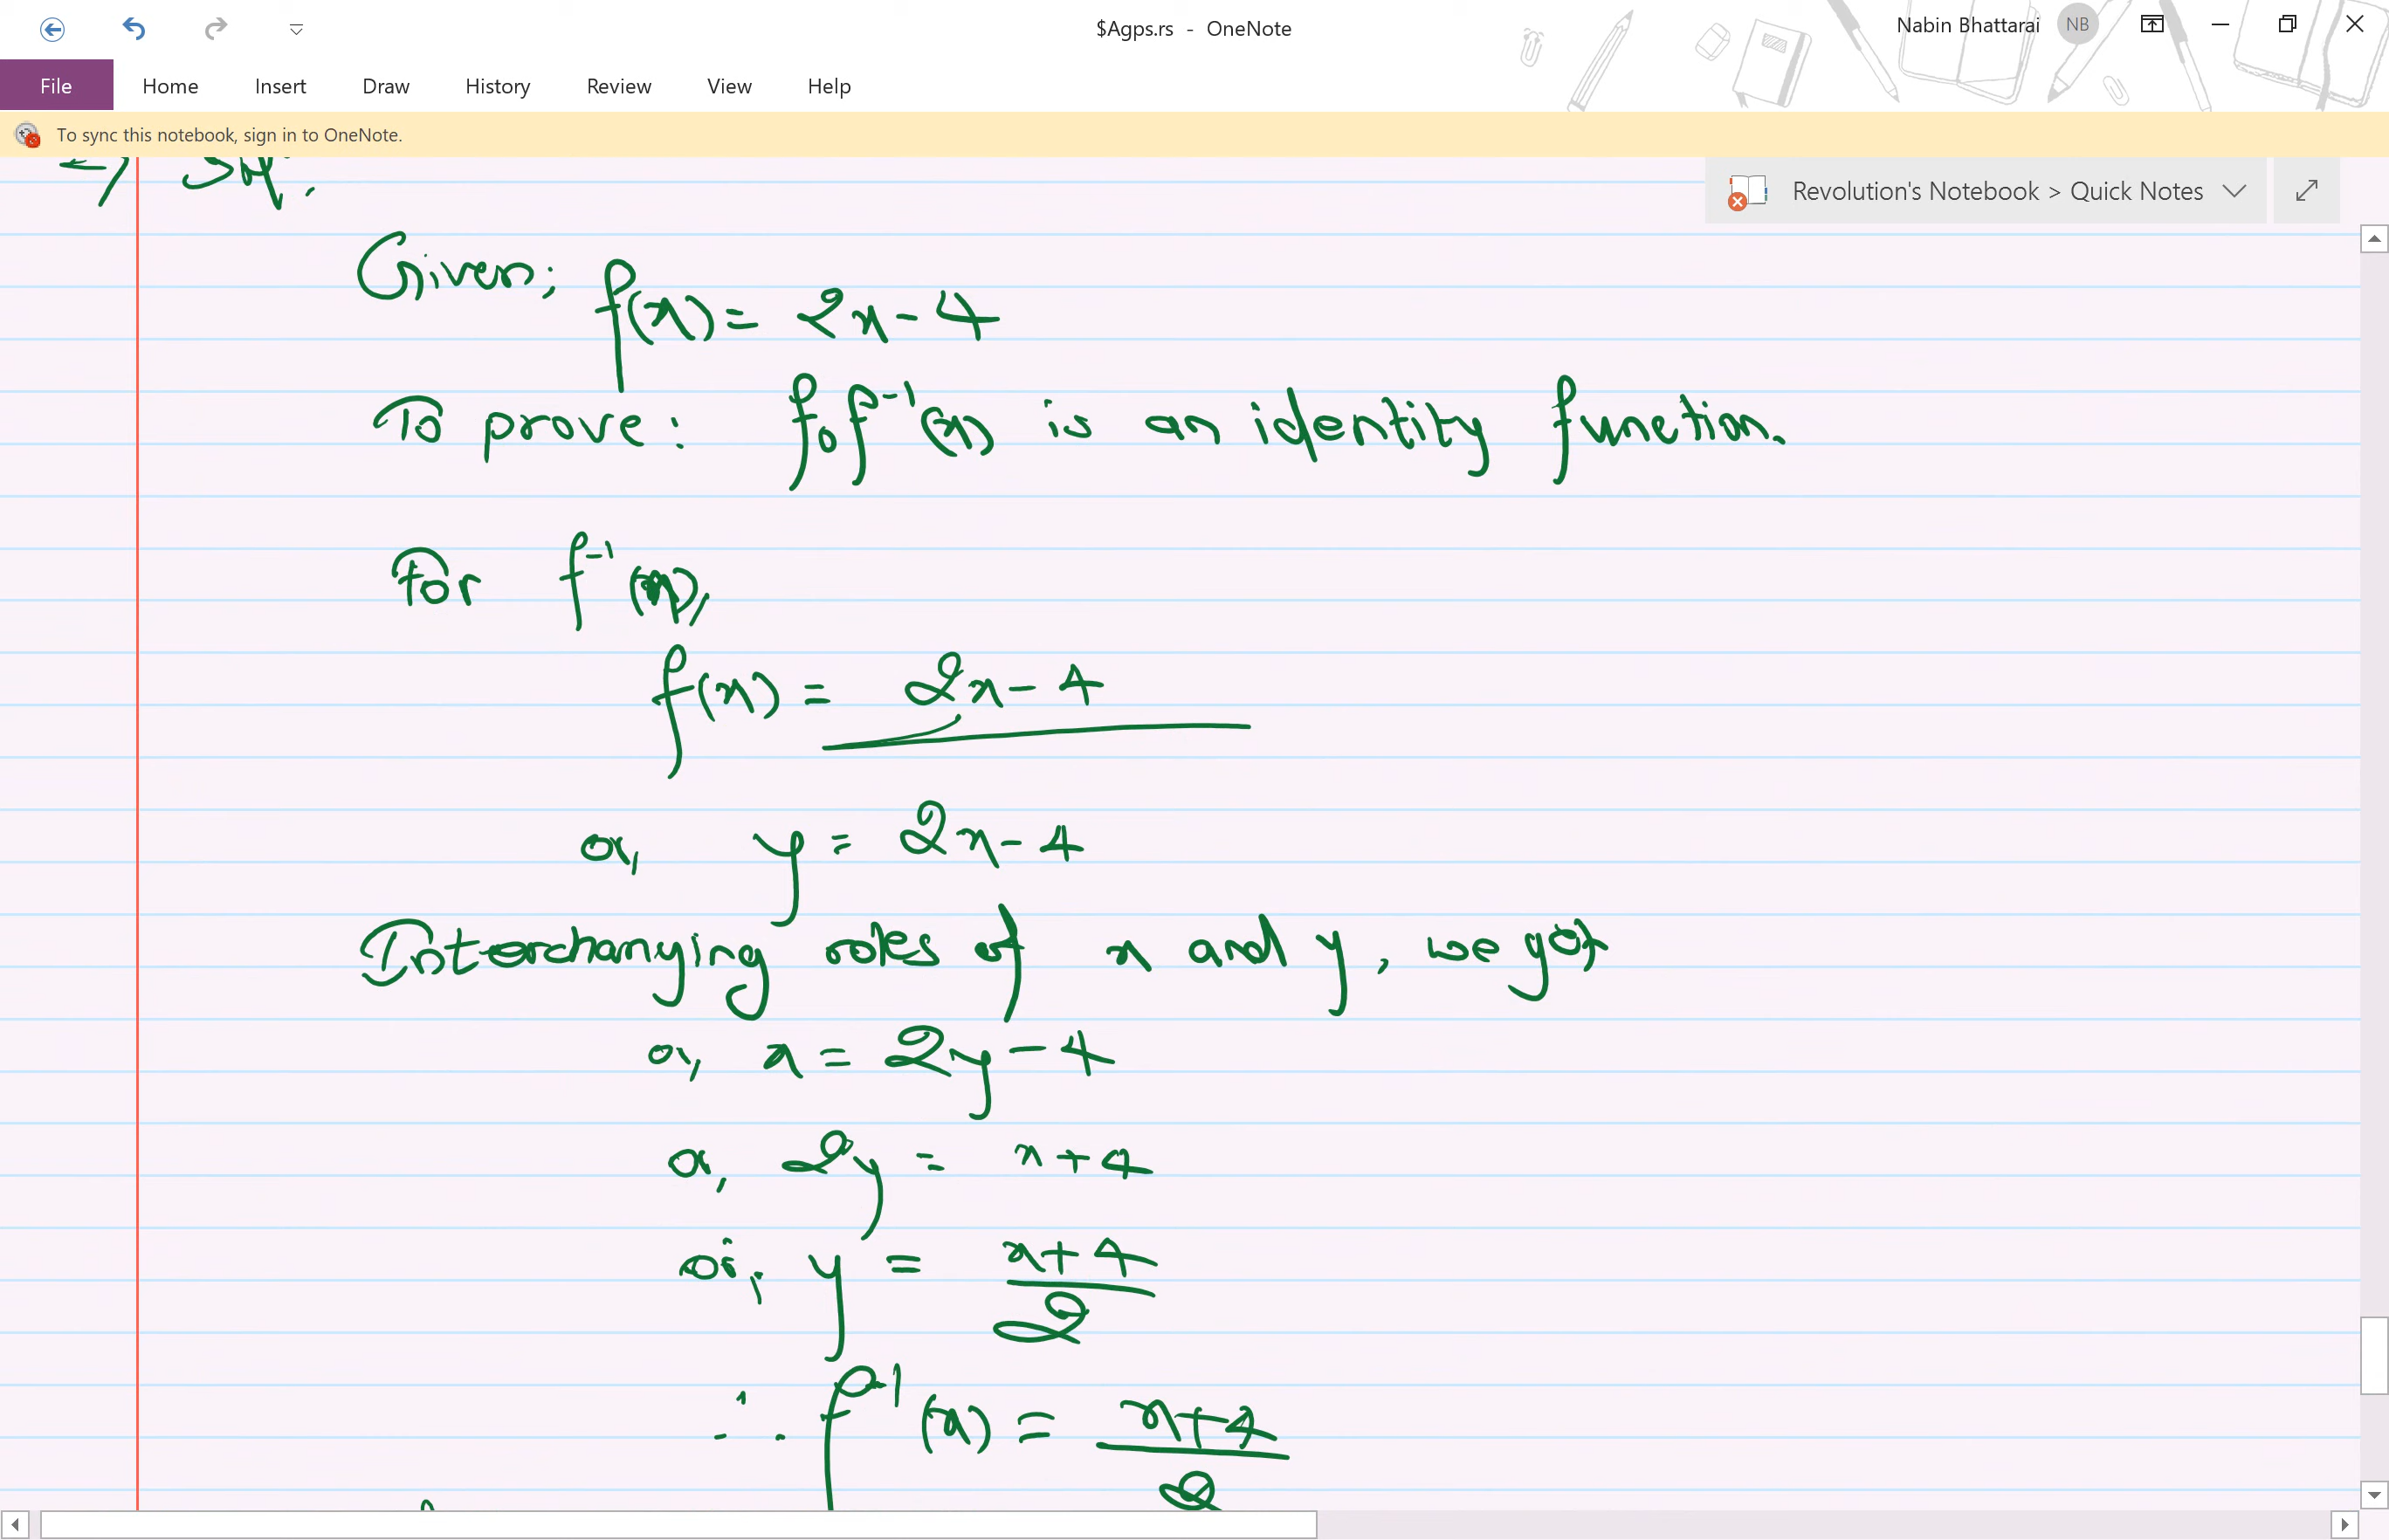 $Agps.rs - OneNote
Nabin Bhattarai NB
File Home Insert Draw History Review View Help
To sync this notebook, sign in to OneNote.
Revolution's Notebook > Quick Notes
Given; f(x) = 2x - 4
To prove: fof⁻¹(x) is an identity function.
For f⁻¹(x),
f(x) = 2x - 4
or, y = 2x - 4
Interchanging roles of x and y, we get
or, x = 2y - 4
or, 2y = x + 4
or, y = (x + 4)/2
∴ f⁻¹(x) = (x + 4)/2